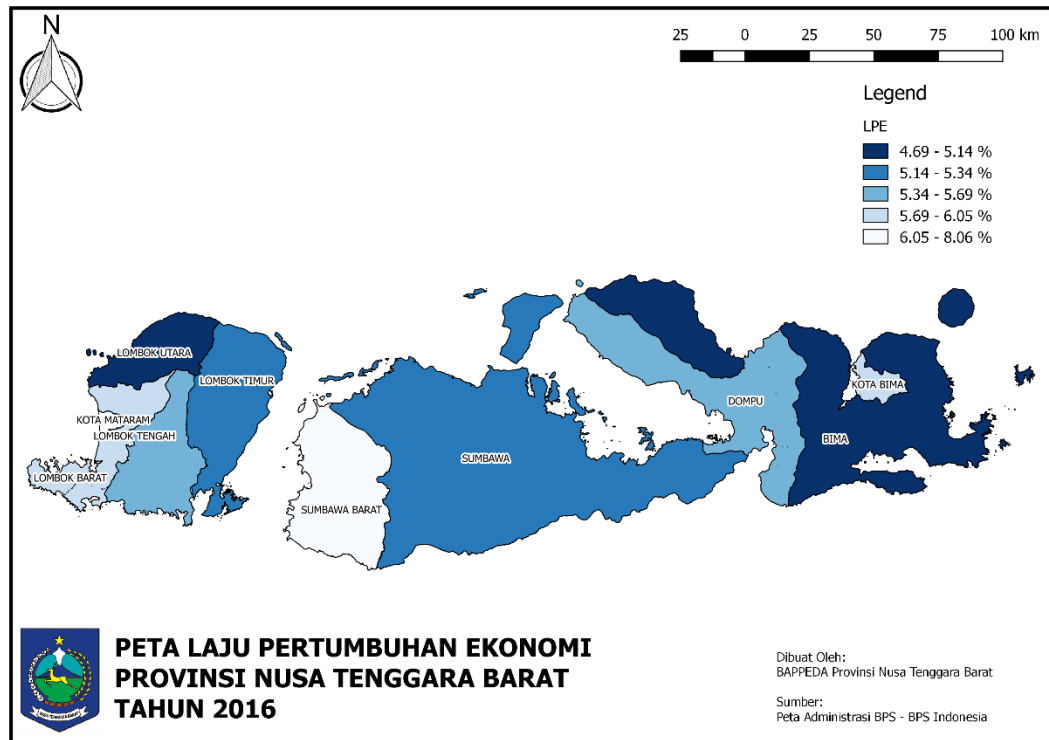 N
25 0 25 50 75 100 km
Legend
LPE
4.69 - 5.14 %
5.14 - 5.34 %
5.34 - 5.69 %
5.69 - 6.05 %
6.05 - 8.06 %
LOMBOK UTARA
LOMBOK TIMUR
KOTA MATARAM
LOMBOK TENGAH
LOMBOK BARAT
SUMBAWA BARAT
SUMBAWA
DOMPU
KOTA BIMA
BIMA
PETA LAJU PERTUMBUHAN EKONOMI
PROVINSI NUSA TENGGARA BARAT
TAHUN 2016
NUSA TENGGARA BARAT
Dibuat Oleh:
BAPPEDA Provinsi Nusa Tenggara Barat
Sumber:
Peta Administrasi BPS - BPS Indonesia